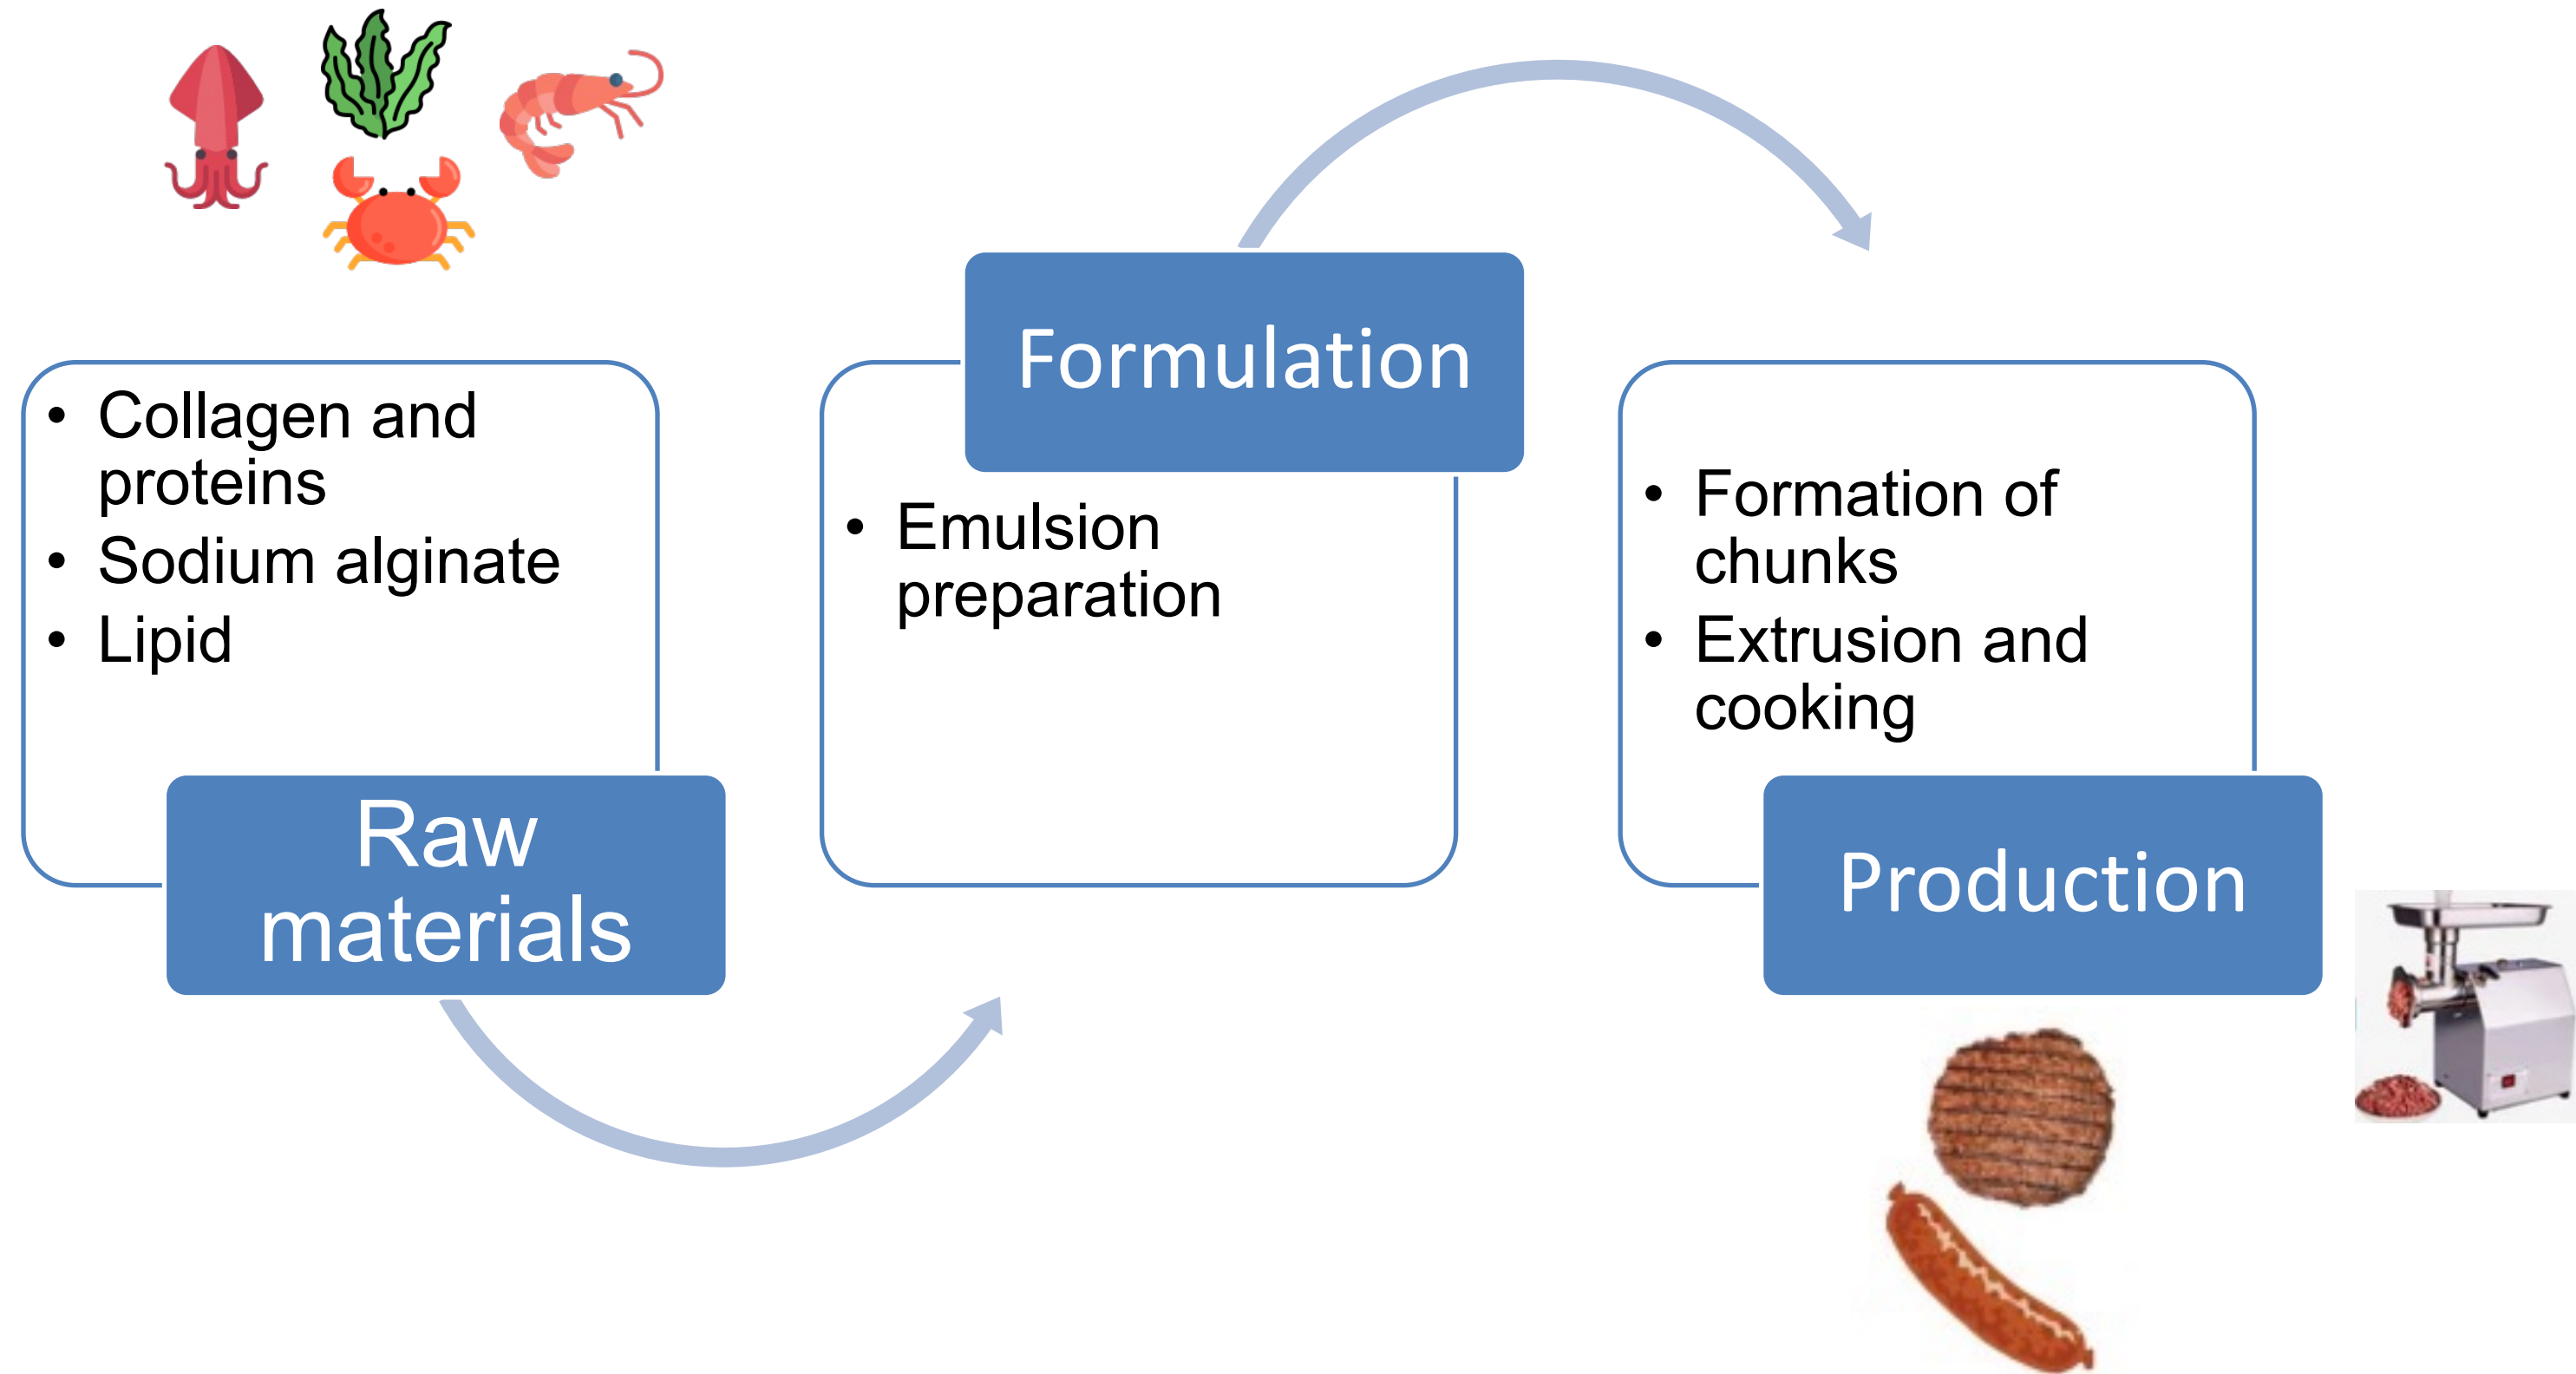 • Collagen and
proteins
• Sodium alginate
• Lipid
Raw
materials
Formulation
• Emulsion
preparation
• Formation of
chunks
• Extrusion and
cooking
Production